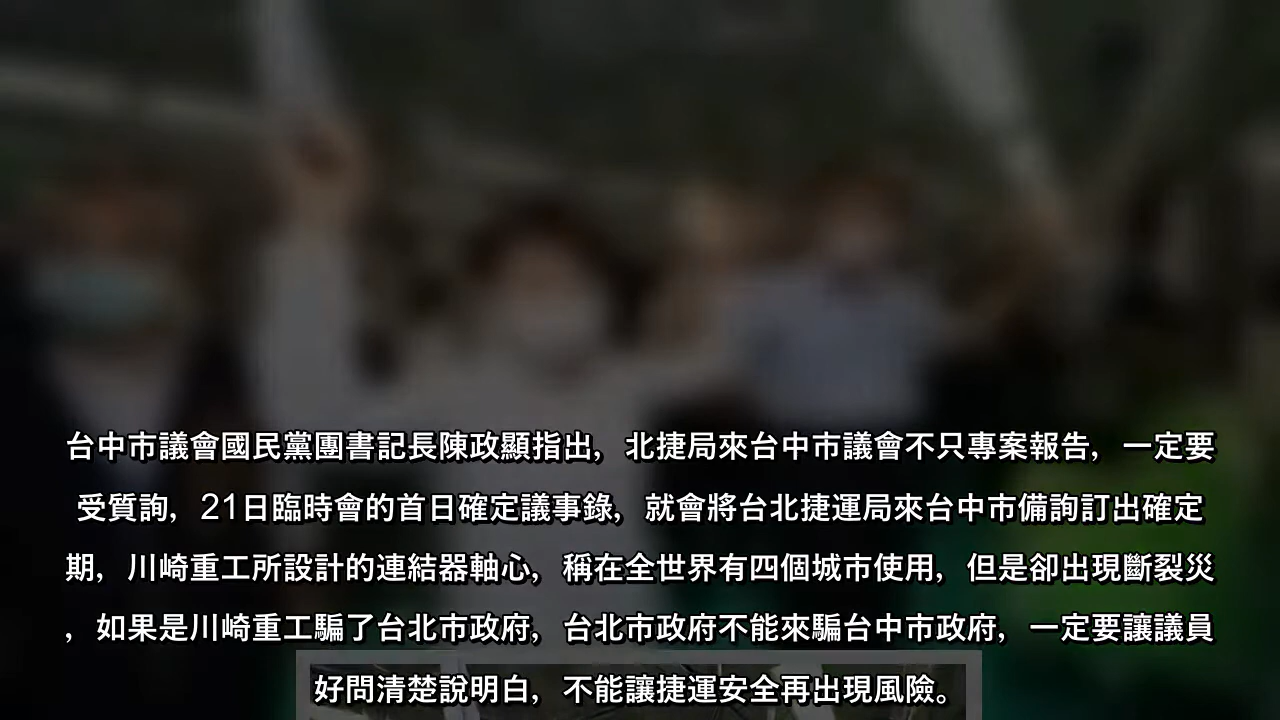 台中市議會國民黨團書記長陳政顯指出，北捷局來台中市議會不只專案報告，一定要
受質詢，21日臨時會的首日確定議事錄，就會將台北捷運局來台中市備詢訂出確定
期，川崎重工所設計的連結器軸心，稱在全世界有四個城市使用，但是卻出現斷裂災
，如果是川崎重工騙了台北市政府，台北市政府不能來騙台中市政府，一定要讓議員
好問清楚說明白，不能讓捷運安全再出現風險。